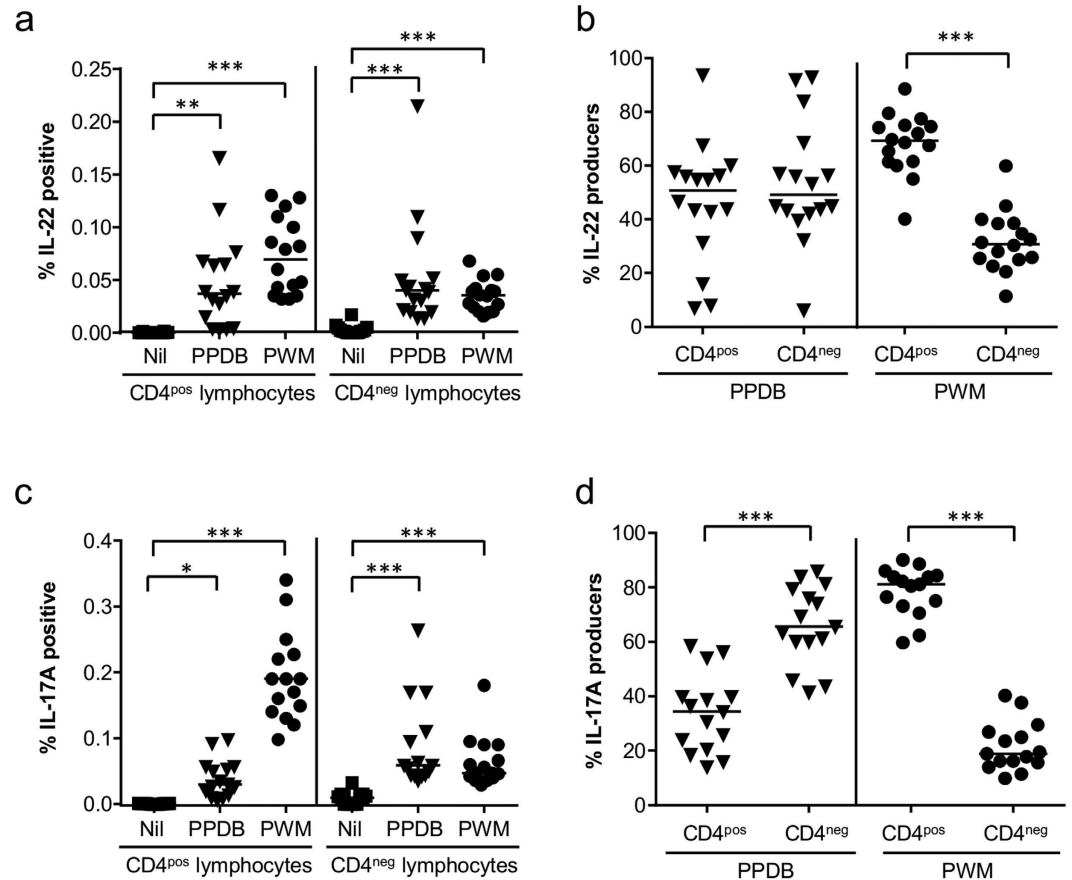 a
% IL-22 positive
0.25
0.20
0.15
0.10
0.05
0.00
***
**
***
***
Nil PPDB PWM Nil PPDB PWM
CD4pos lymphocytes CD4neg lymphocytes
b
% IL-22 producers
100
80
60
40
20
0
***
CD4pos CD4neg CD4pos CD4neg
PPDB PWM
c
% IL-17A positive
0.4
0.3
0.2
0.1
0.0
***
*
***
***
Nil PPDB PWM Nil PPDB PWM
CD4pos lymphocytes CD4neg lymphocytes
d
% IL-17A producers
100
80
60
40
20
0
*** ***
CD4pos CD4neg CD4pos CD4neg
PPDB PWM